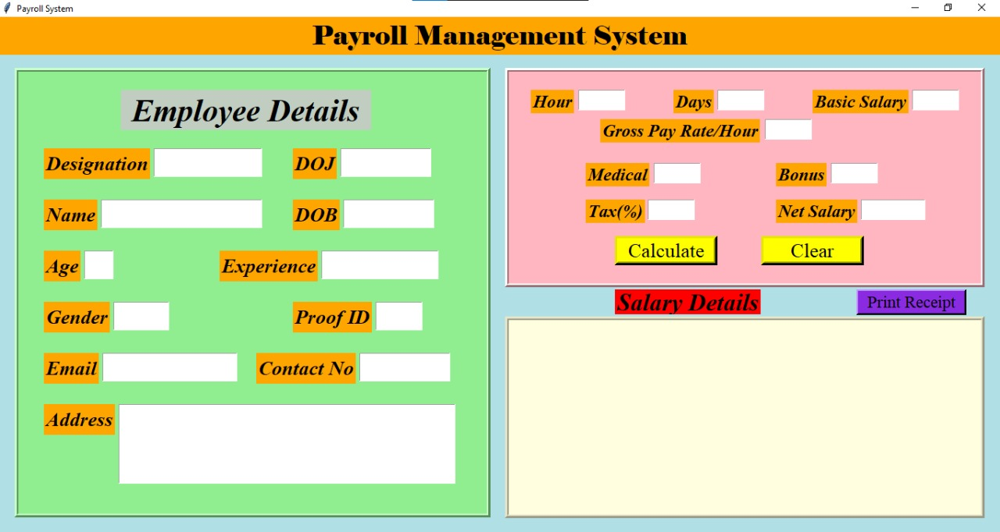 Payroll System
Payroll Management System
Employee Details
Designation
DOJ
Name
DOB
Age
Experience
Gender
Proof ID
Email
Contact No
Address
Hour
Days
Basic Salary
Gross Pay Rate/Hour
Medical
Bonus
Tax(%)
Net Salary
Calculate
Clear
Salary Details
Print Receipt